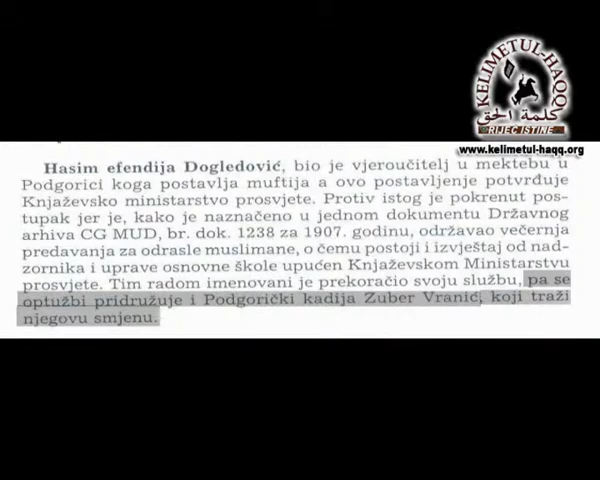 KELIMETUL-HAQQ
كلمة الحق
RIJEC ISTINE
www.kelimetul-haqq.org
Hasim efendija Dogledović, bio je vjeroučitelj u mektebu u
Podgorici koga postavlja muftija a ovo postavljenje potvrđuje
Knjaževsko ministarstvo prosvjete. Protiv istog je pokrenut pos-
tupak jer je, kako je naznačeno u jednom dokumentu Državnog
arhiva CG MUD, br. dok. 1238 za 1907. godinu, održavao večernja
predavanja za odrasle muslimane, o čemu postoji i izvještaj od nad-
zornika i uprave osnovne škole upućen Knjaževskom Ministarstvu
prosvjete. Tim radom imenovani je prekoračio svoju službu, pa se
optužbi pridružuje i Podgorički kadija Zuber Vranić, koji traži
njegovu smjenu.